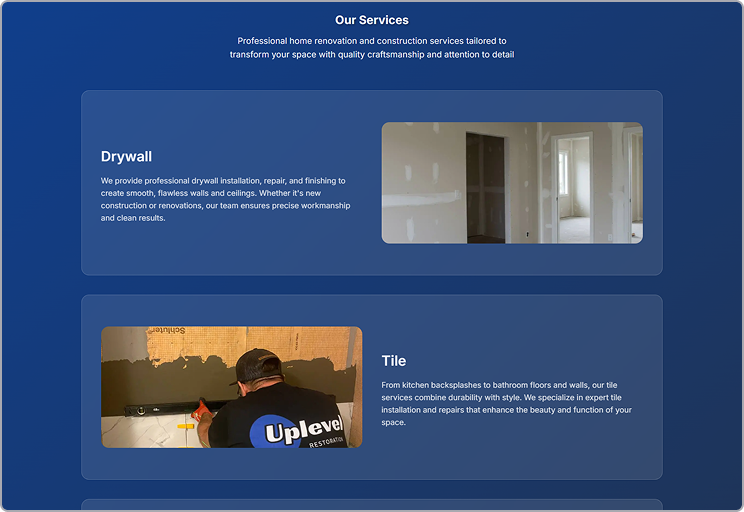 Our Services
Professional home renovation and construction services tailored to
transform your space with quality craftsmanship and attention to detail
Drywall
We provide professional drywall installation, repair, and finishing to
create smooth, flawless walls and ceilings. Whether it's new
construction or renovations, our team ensures precise workmanship
and clean results.
Schluter
Uplevel
RESTORATION
Tile
From kitchen backsplashes to bathroom floors and walls, our tile
services combine durability with style. We specialize in expert tile
installation and repairs that enhance the beauty and function of your
space.